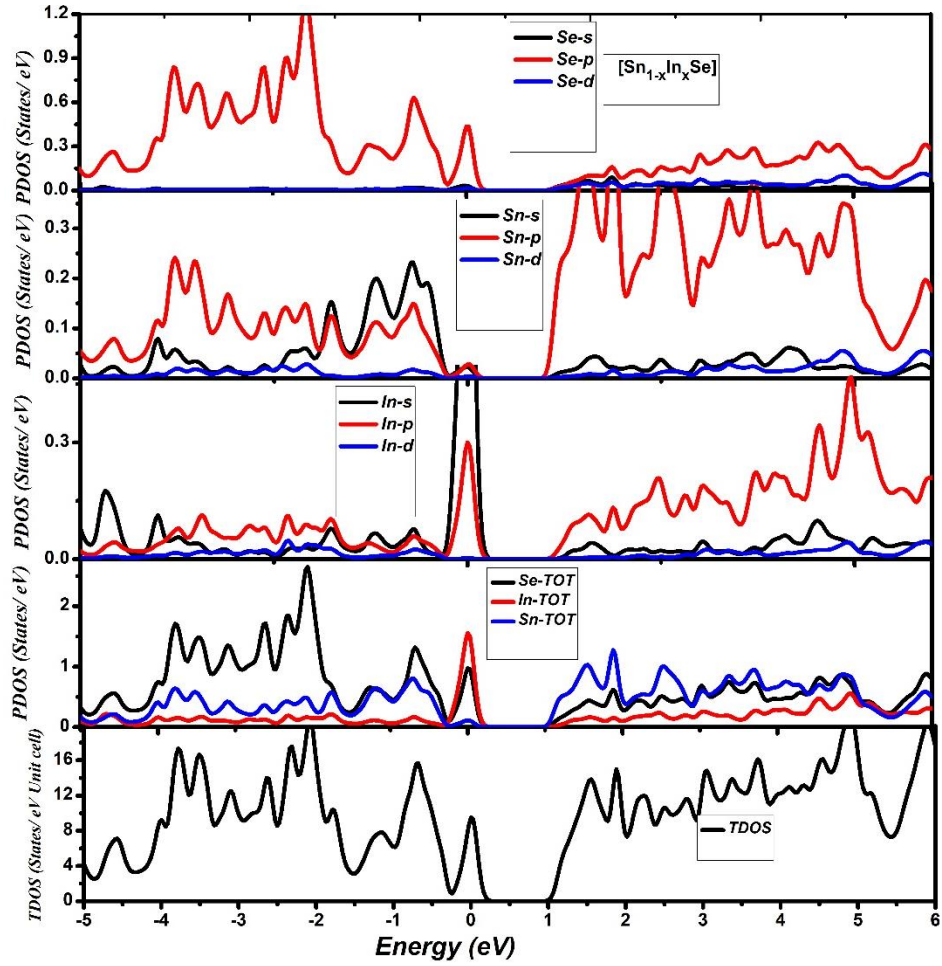 PDOS (States/ eV)
1.2
0.9
0.6
0.3
0.0
Se-s
Se-p
Se-d
[Sn1-xInxSe]
PDOS (States/ eV)
0.3
0.2
0.1
0.0
Sn-s
Sn-p
Sn-d
PDOS (States/ eV)
0.3
0.0
In-s
In-p
In-d
PDOS (States/ eV)
2
1
0
Se-TOT
In-TOT
Sn-TOT
TDOS (States/ eV Unit cell)
16
12
8
4
0
TDOS
-5 -4 -3 -2 -1 0 1 2 3 4 5 6
Energy (eV)